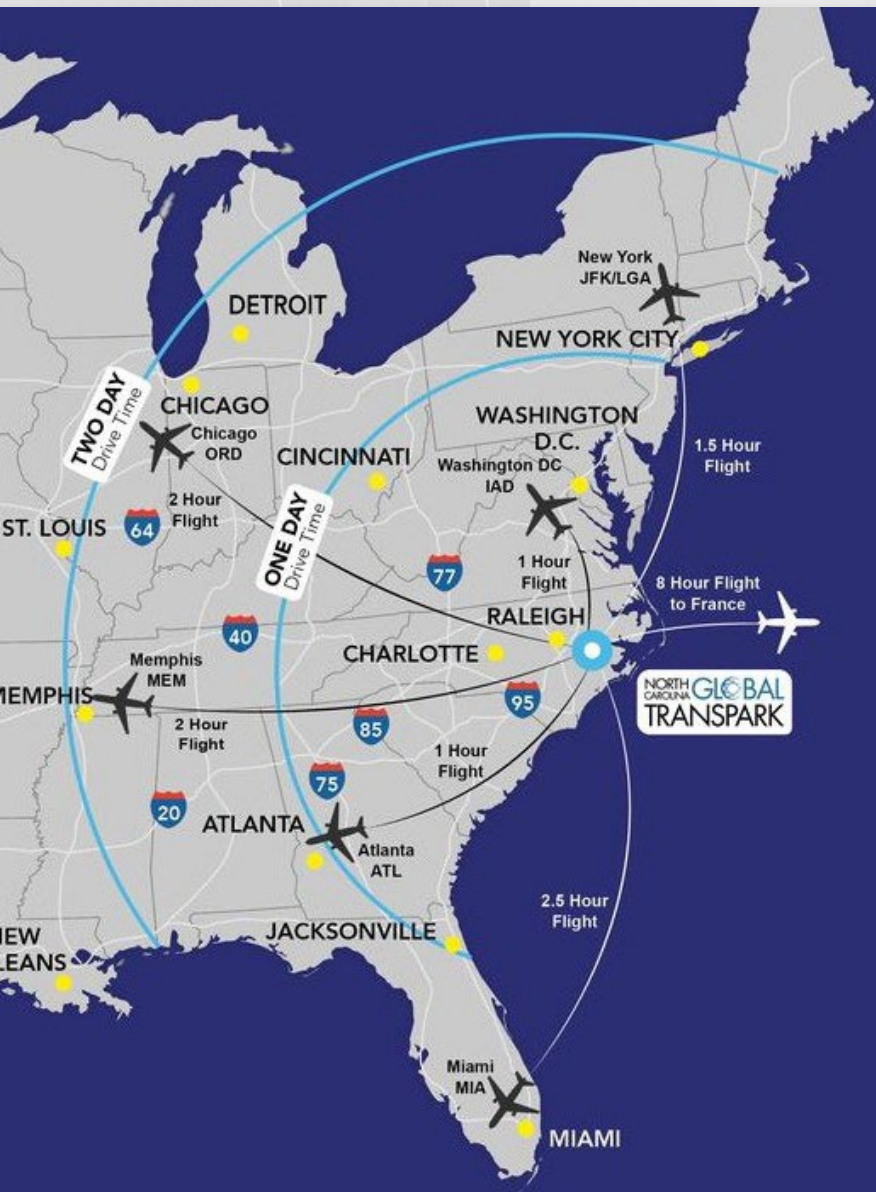 New York
JFK/LGA
DETROIT
NEW YORK CITY
TWO DAY
Drive Time
CHICAGO
Chicago
ORD
WASHINGTON
D.C.
Washington DC
IAD
1.5 Hour
Flight
CINCINNATI
2 Hour
Flight
ONE DAY
Drive Time
ST. LOUIS
64
77
1 Hour
Flight
8 Hour Flight
to France
RALEIGH
40
CHARLOTTE
Memphis
MEM
MEMPHIS
NORTH
CAROLINA
GLOBAL
TRANSPARK
95
2 Hour
Flight
85
1 Hour
Flight
75
20
ATLANTA
Atlanta
ATL
2.5 Hour
Flight
JACKSONVILLE
EW
LEANS
Miami
MIA
MIAMI